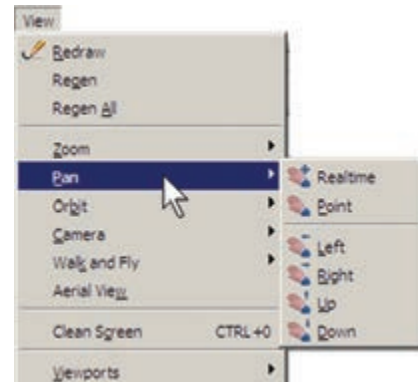 View
Redraw
Regen
Regen All
Zoom
Pan
Orbit
Camera
Walk and Fly
Aerial View
Clean Screen CTRL+0
Viewports
Realtime
Point
Left
Right
Up
Down